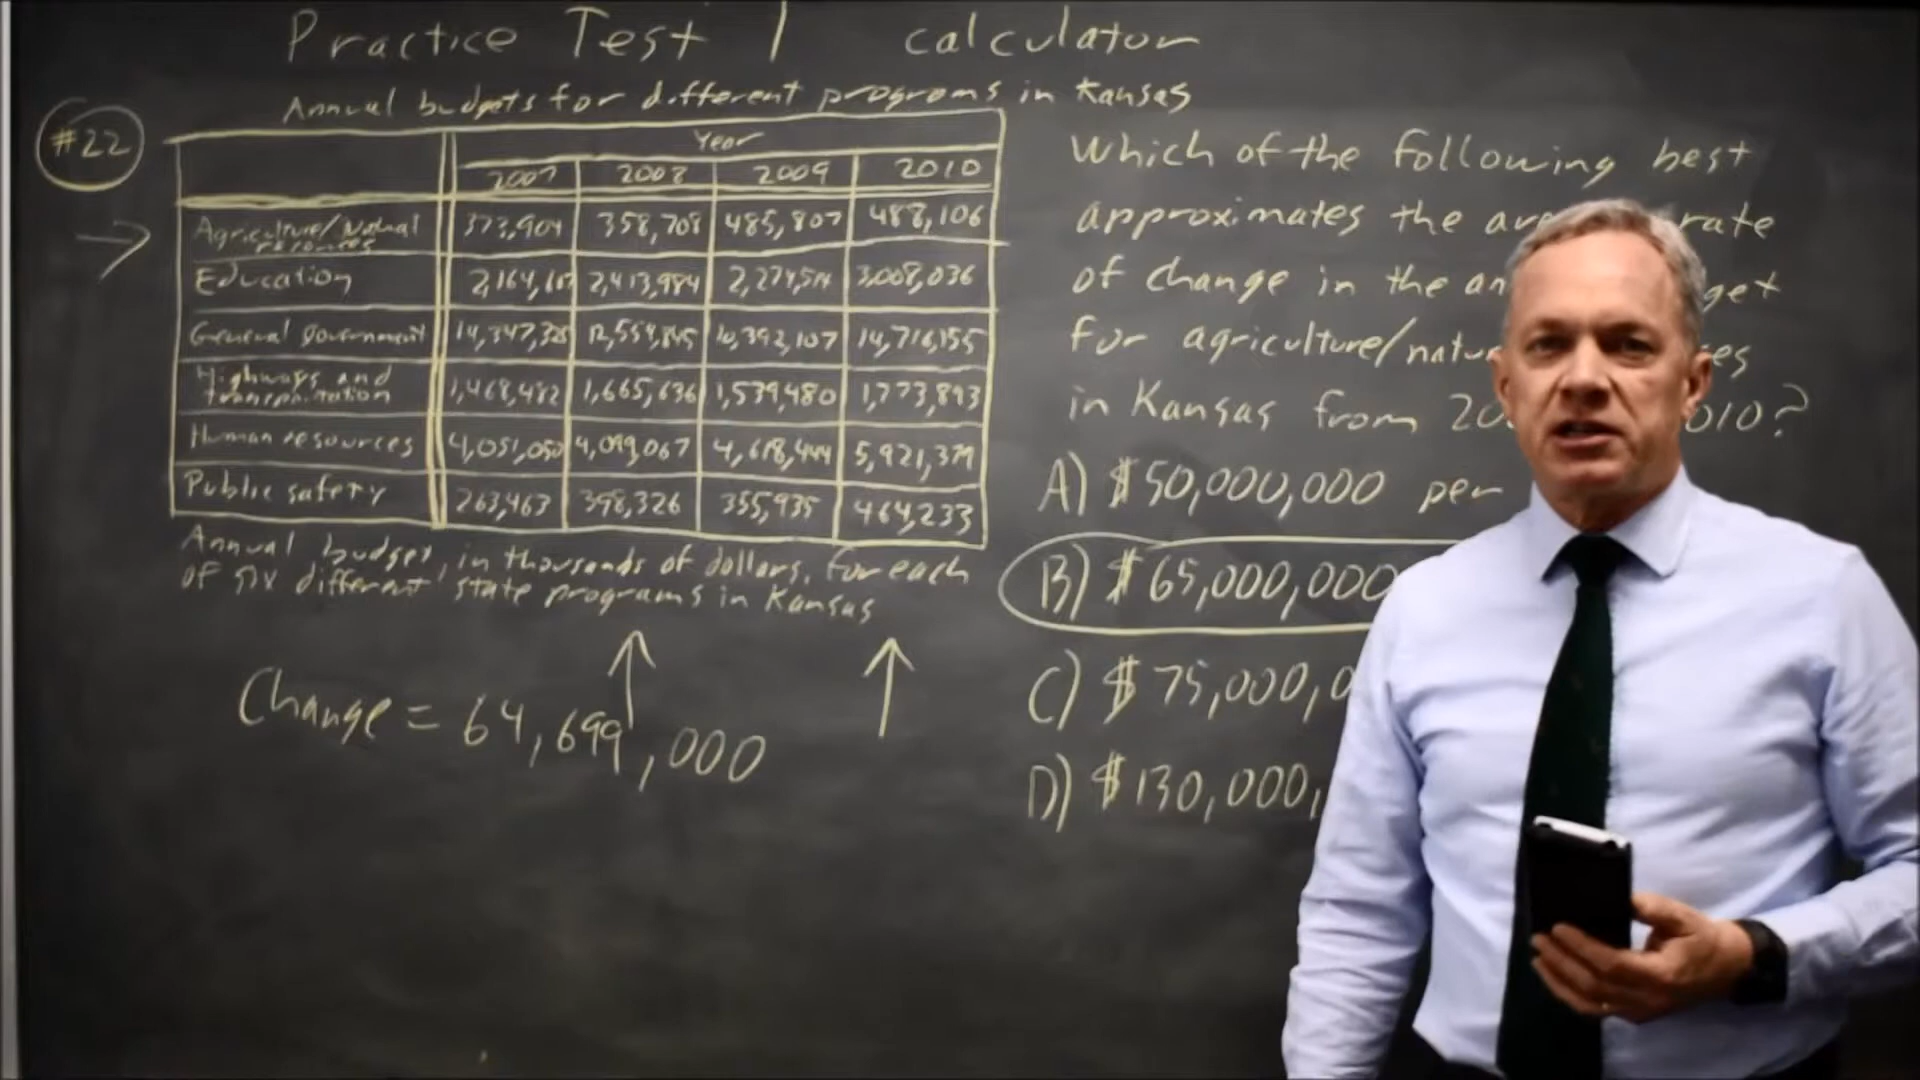 Practice Test 1 calculator
Annual budgets for different programs in Kansas
#22
Year
2007 2008 2009 2010
Agriculture/Natural resources 373,904 358,708 485,807 488,106
Education 2,413,984 3,008,036
General government 14,347,325 12,554,845 10,392,107 14,716,155
Highways and transportation 1,468,482 1,665,636 1,539,480 1,773,893
Human resources 4,051,050 4,099,067 4,618,444 5,921,379
Public safety 263,463 398,326 355,935 464,233
Annual budget, in thousands of dollars, for each
of six different state programs in Kansas
Change = 64,699,000
Which of the following best
approximates the rate
of change in the
for agriculture/
in Kansas from
A) $50,000,000 per
B) $65,000,000
C) $75,000,0
D) $130,000,